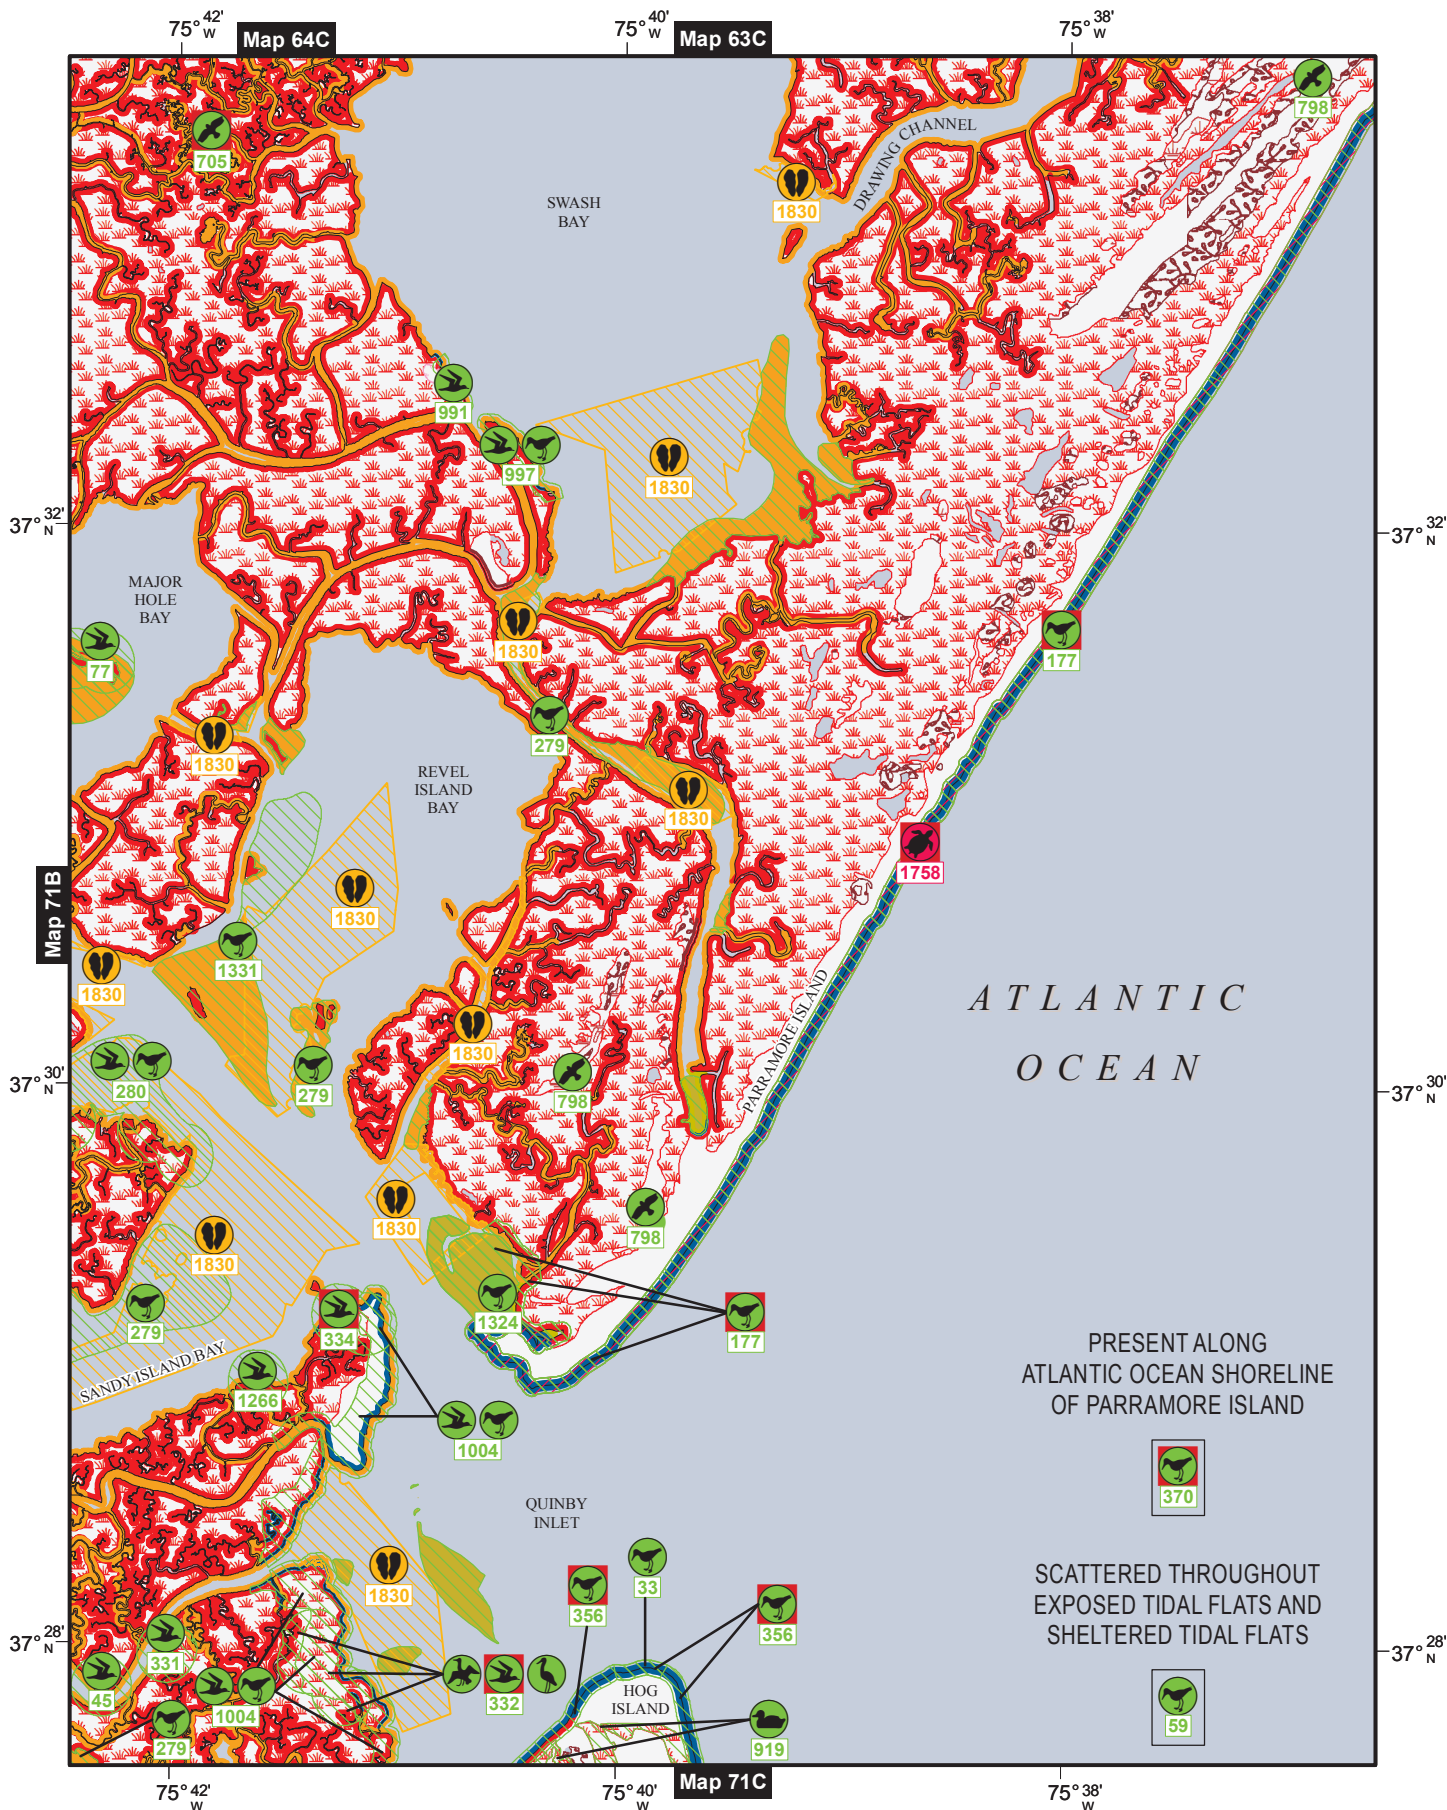 75° 42' W
Map 64C
75° 40' W
Map 63C
75° 38' W
798
705
DRAWING CHANNEL
1830
SWASH
BAY
991
997
1830
37° 32' N
37° 32' N
MAJOR
HOLE
BAY
77
1830
177
279
1830
REVEL
ISLAND
BAY
1830
1758
Map 71B
1830
1331
1830
ATLANTIC
OCEAN
PARRAMORE ISLAND
1830
280
279
798
37° 30' N
37° 30' N
1830
798
1830
279
1324
177
334
SANDY ISLAND BAY
1266
1004
PRESENT ALONG
ATLANTIC OCEAN SHORELINE
OF PARRAMORE ISLAND
370
QUINBY
INLET
33
1830
356
356
SCATTERED THROUGHOUT
EXPOSED TIDAL FLATS AND
SHELTERED TIDAL FLATS
59
37° 28' N
37° 28' N
331
45
1004
332
HOG
ISLAND
279
919
75° 42' W
75° 40' W
Map 71C
75° 38' W